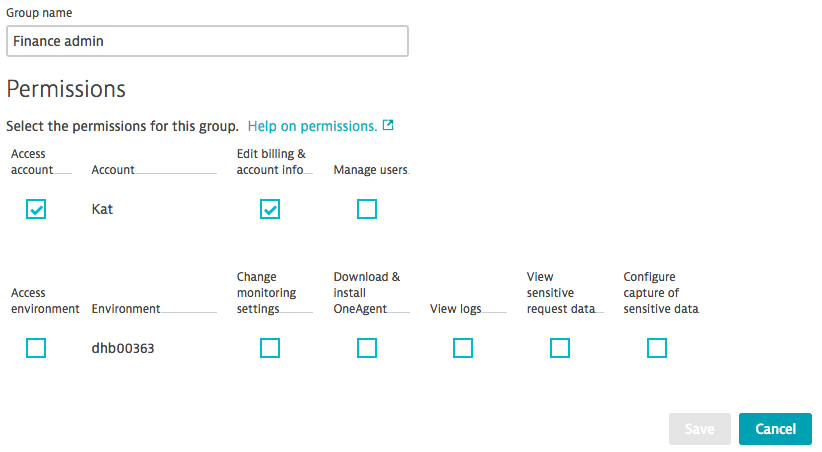 Group name
Finance admin
Permissions
Select the permissions for this group. Help on permissions.
Access
account
Account
Edit billing &
account info
Manage users
Kat
Access
environment
Environment
Change
monitoring
settings
Download &
install
OneAgent
View logs
View
sensitive
request data
Configure
capture of
sensitive data
dhb00363
Save
Cancel